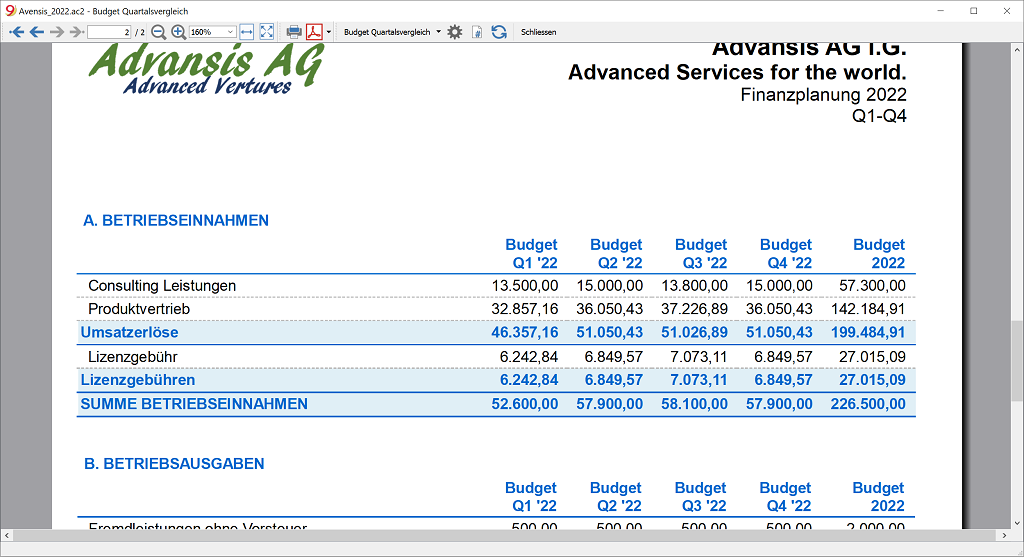 Avensis_2022.ac2 - Budget Quartalsvergleich
2 / 2 160% Budget Quartalsvergleich Schliessen
Advansis AG
Advanced Vertures
Advansis AG i.G.
Advanced Services for the world.
Finanzplanung 2022
Q1-Q4
A. BETRIEBSEINNAHMEN
Budget Budget Budget Budget Budget
Q1 '22 Q2 '22 Q3 '22 Q4 '22 2022
Consulting Leistungen 13.500,00 15.000,00 13.800,00 15.000,00 57.300,00
Produktvertrieb 32.857,16 36.050,43 37.226,89 36.050,43 142.184,91
Umsatzerlöse 46.357,16 51.050,43 51.026,89 51.050,43 199.484,91
Lizenzgebühr 6.242,84 6.849,57 7.073,11 6.849,57 27.015,09
Lizenzgebühren 6.242,84 6.849,57 7.073,11 6.849,57 27.015,09
SUMME BETRIEBSEINNAHMEN 52.600,00 57.900,00 58.100,00 57.900,00 226.500,00
B. BETRIEBSAUSGABEN
Budget Budget Budget Budget Budget
Q1 '22 Q2 '22 Q3 '22 Q4 '22 2022
Fremdleistungen ohne Vorsteuer 500,00 500,00 500,00 500,00 2.000,00